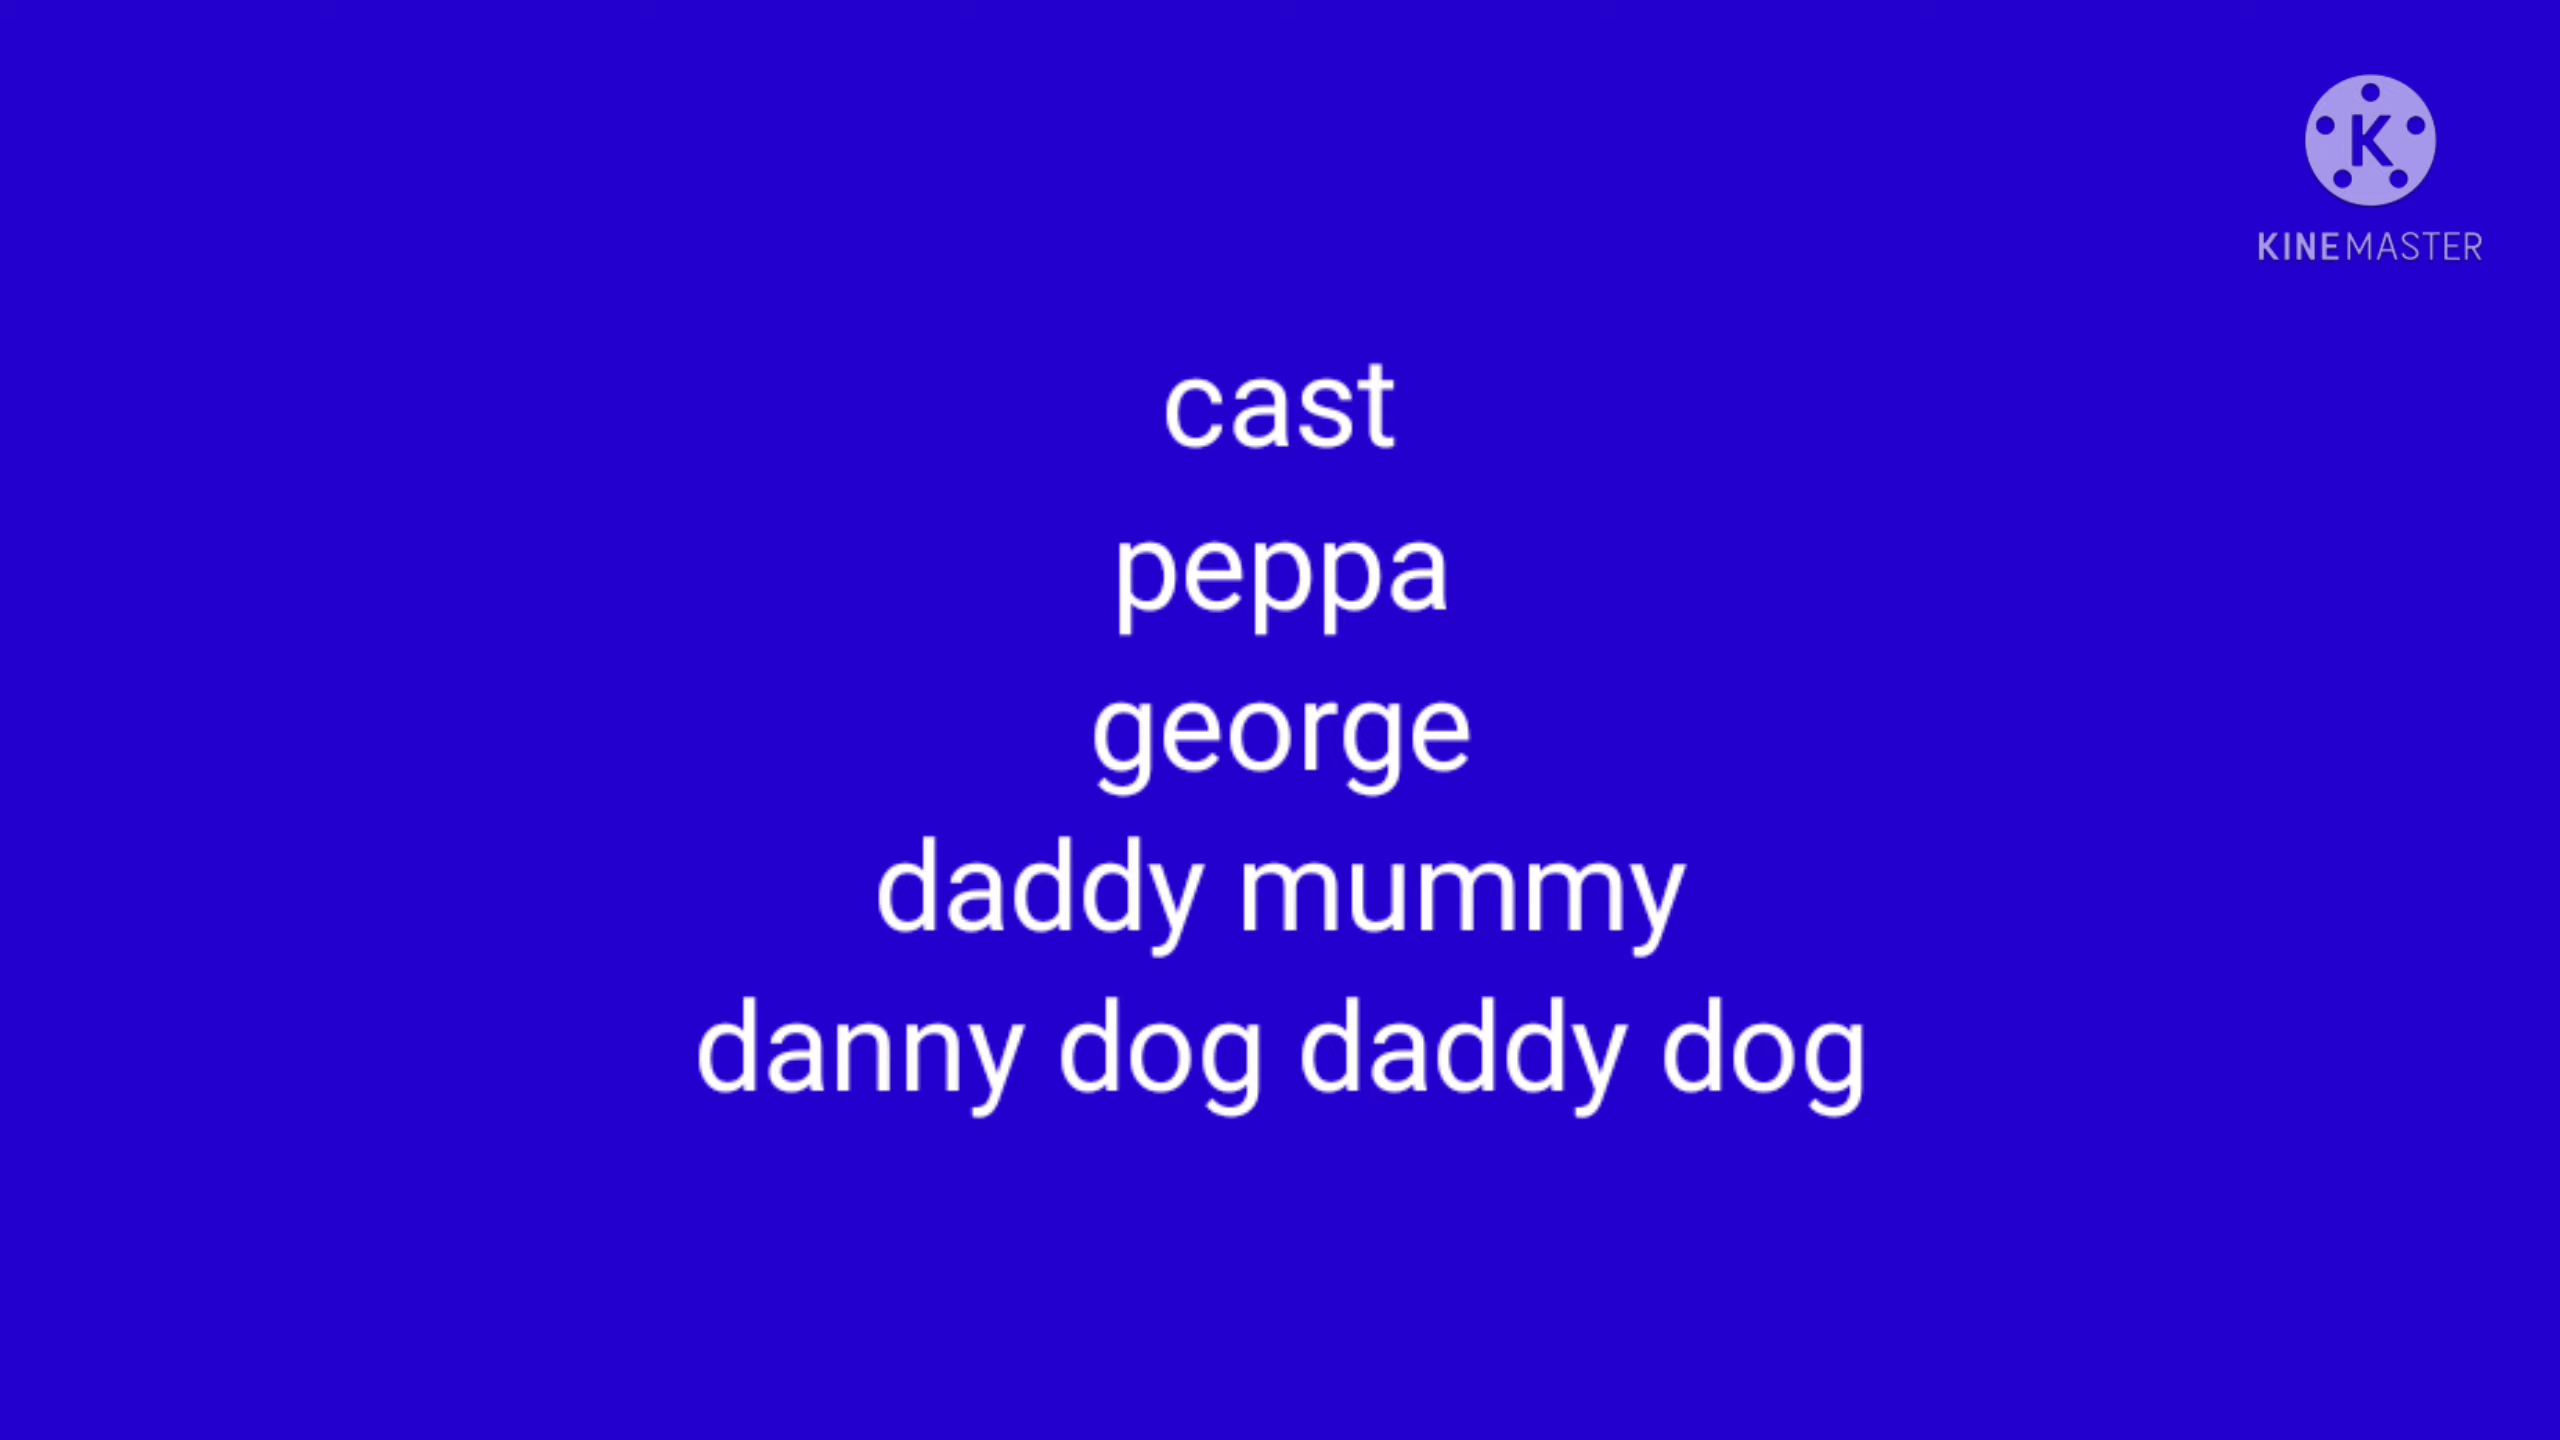 K
KINEMASTER
cast
peppa
george
daddy mummy
danny dog daddy dog